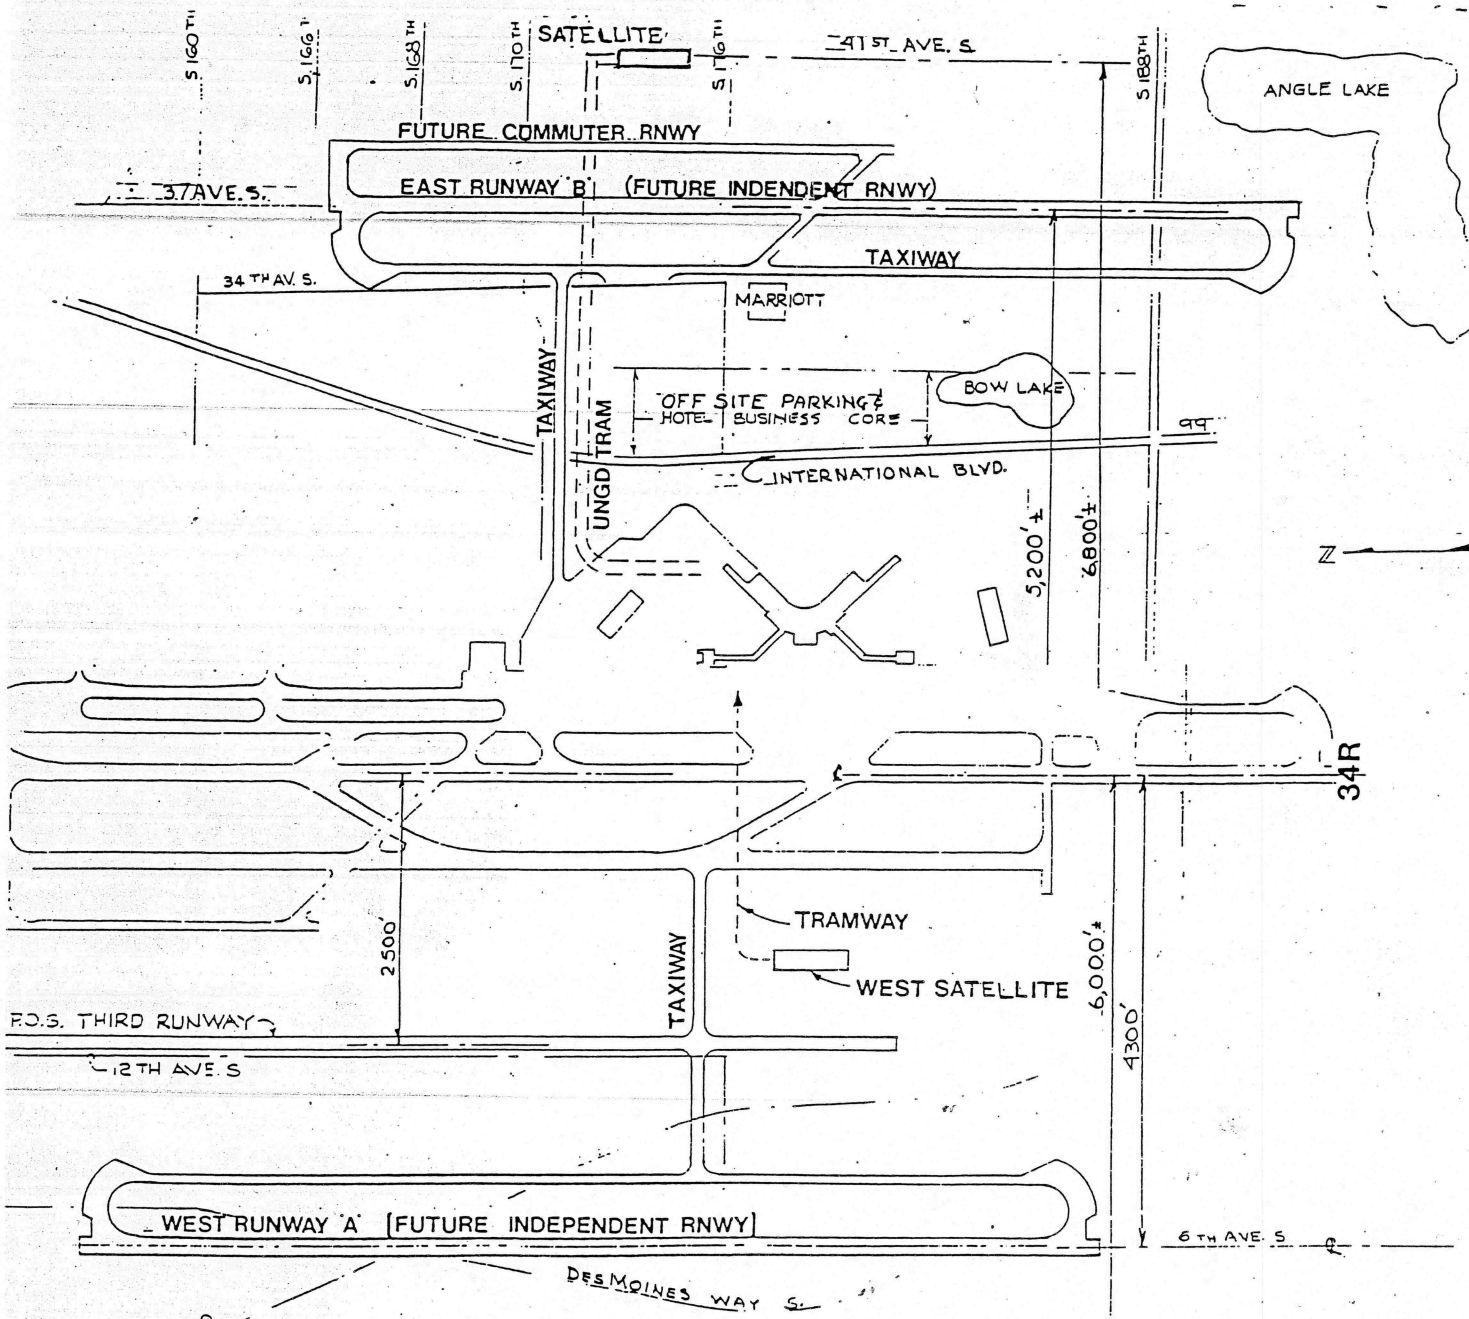 S.160TH
S.166TH
S.168TH
S.170TH
SATELLITE
S.176TH
41ST AVE. S
S 188TH
ANGLE LAKE
FUTURE COMMUTER RNWY
37 AVE. S.
EAST RUNWAY "B" (FUTURE INDENDENT RNWY)
TAXIWAY
34TH AV. S.
MARRIOTT
TAXIWAY
UNGD TRAM
OFF SITE PARKING &
HOTEL BUSINESS CORE
BOW LAKE
99
INTERNATIONAL BLVD.
5,200'±
6,800'±
Z
34R
2500'
TAXIWAY
TRAMWAY
WEST SATELLITE
6,000'±
4300'
P.O.S. THIRD RUNWAY
12TH AVE. S
WEST RUNWAY "A" [FUTURE INDEPENDENT RNWY]
6TH AVE. S
DES MOINES WAY S.